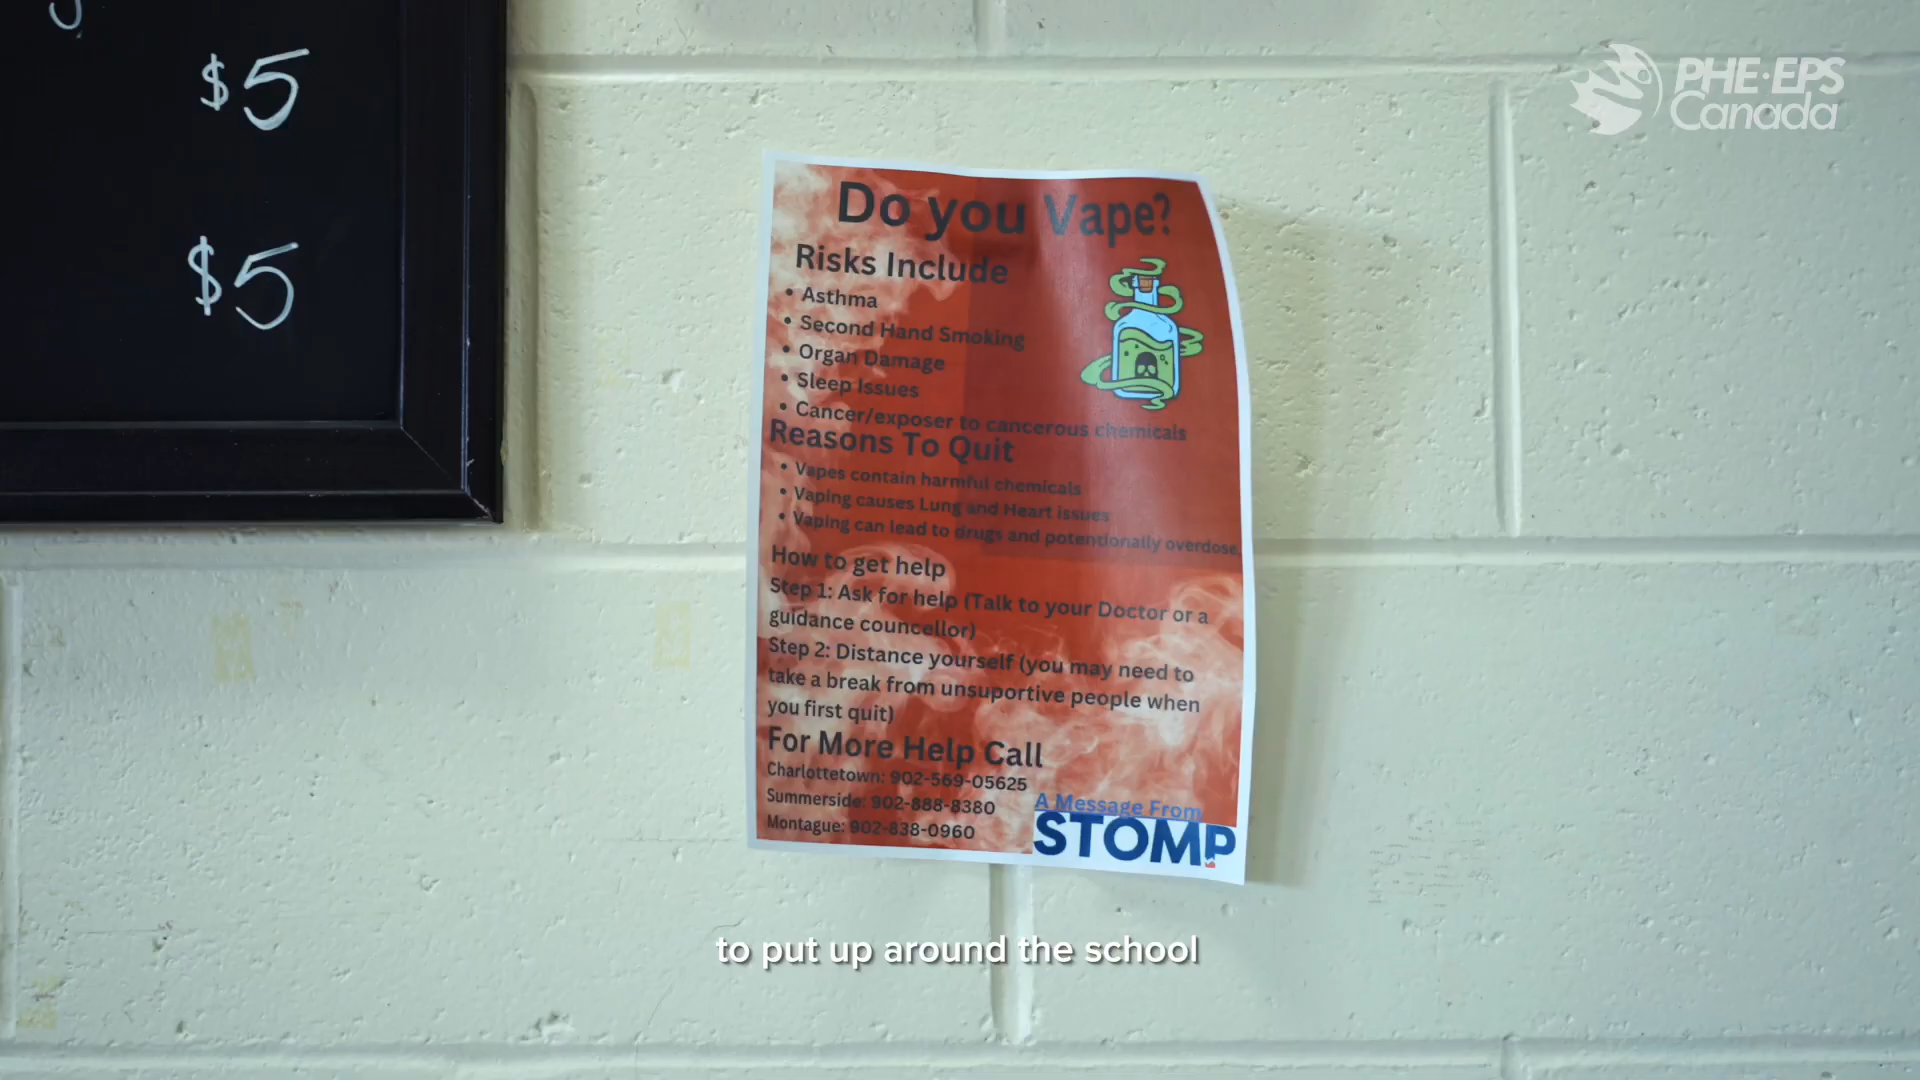 $5
$5
PHE·EPS
Canada
Do you Vape?
Risks Include
• Asthma
• Second Hand Smoking
• Organ Damage
• Sleep Issues
• Cancer/exposer to cancerous chemicals
Reasons To Quit
• Vapes contain harmful chemicals
• Vaping causes Lung and Heart issues
• Vaping can lead to drugs and potentionally overdose.
How to get help
Step 1: Ask for help (Talk to your Doctor or a
guidance councellor)
Step 2: Distance yourself (you may need to
take a break from unsuportive people when
you first quit)
For More Help Call
Charlottetown: 902-569-05625
Summerside: 902-888-8380
Montague: 902-838-0960
A Message From
STOMP
to put up around the school